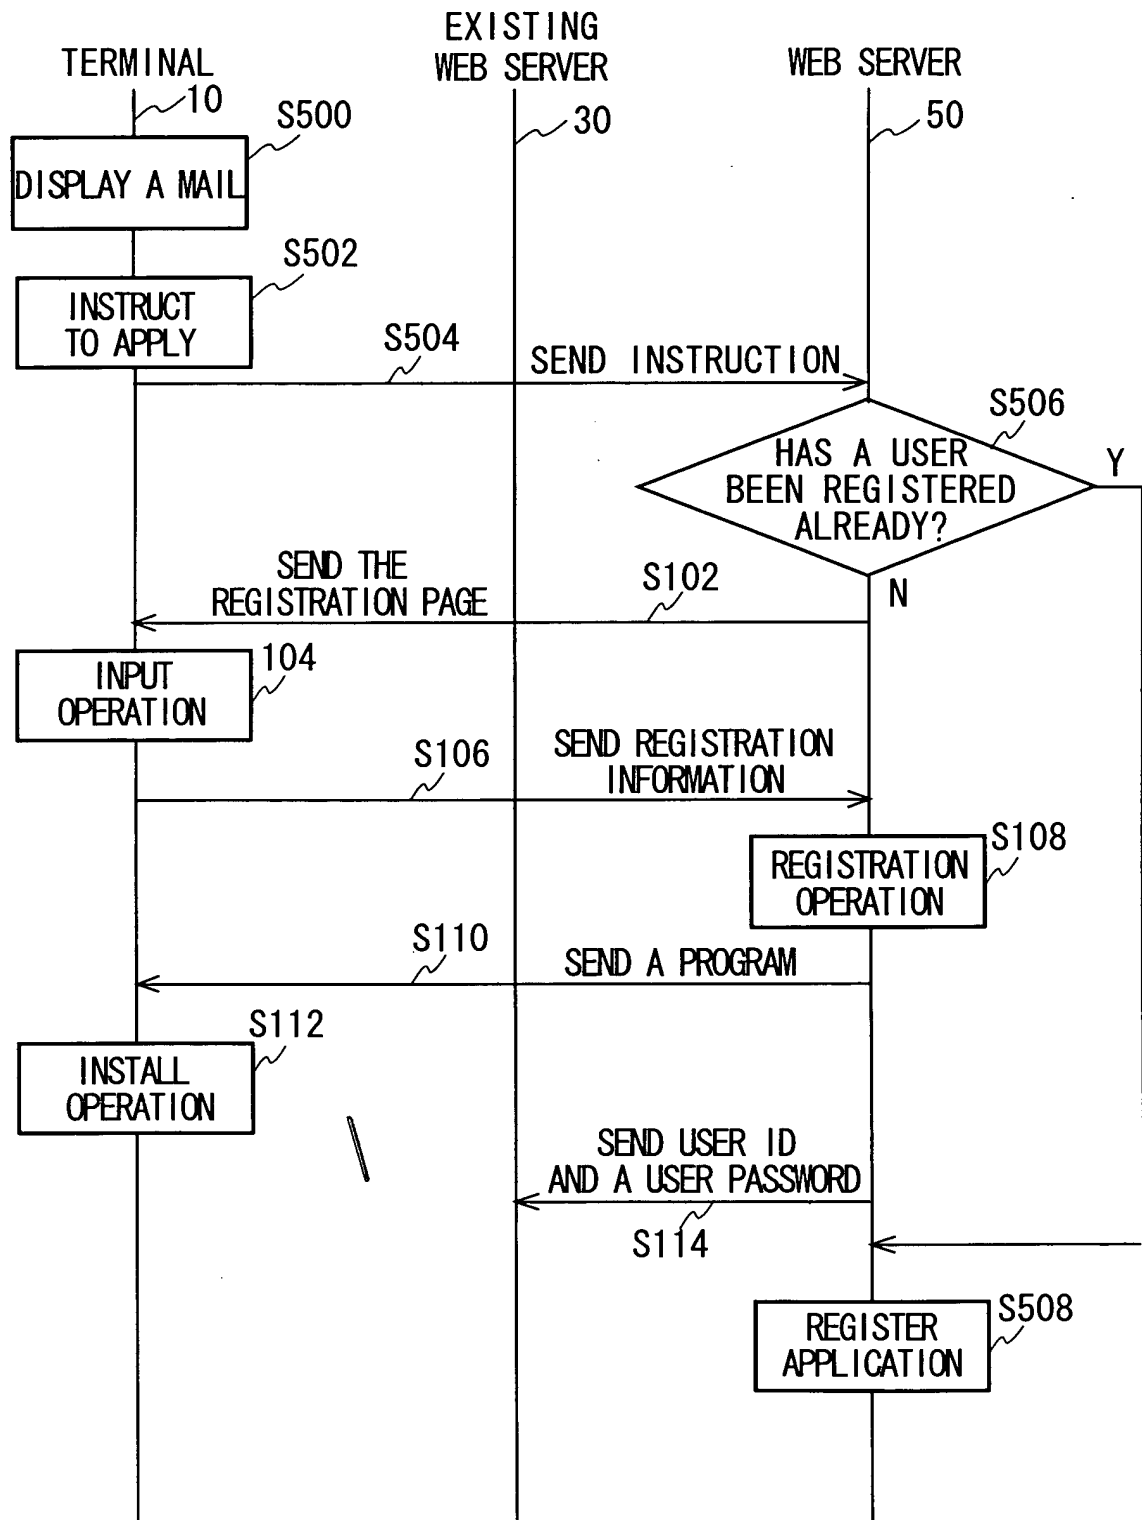 TERMINAL
EXISTING
WEB SERVER
WEB SERVER
10
30
50
S500
DISPLAY A MAIL
S502
INSTRUCT
TO APPLY
S504
SEND INSTRUCTION
S506
HAS A USER
BEEN REGISTERED
ALREADY?
Y
N
SEND THE
REGISTRATION PAGE
S102
104
INPUT
OPERATION
S106
SEND REGISTRATION
INFORMATION
S108
REGISTRATION
OPERATION
S110
SEND A PROGRAM
S112
INSTALL
OPERATION
SEND USER ID
AND A USER PASSWORD
S114
S508
REGISTER
APPLICATION